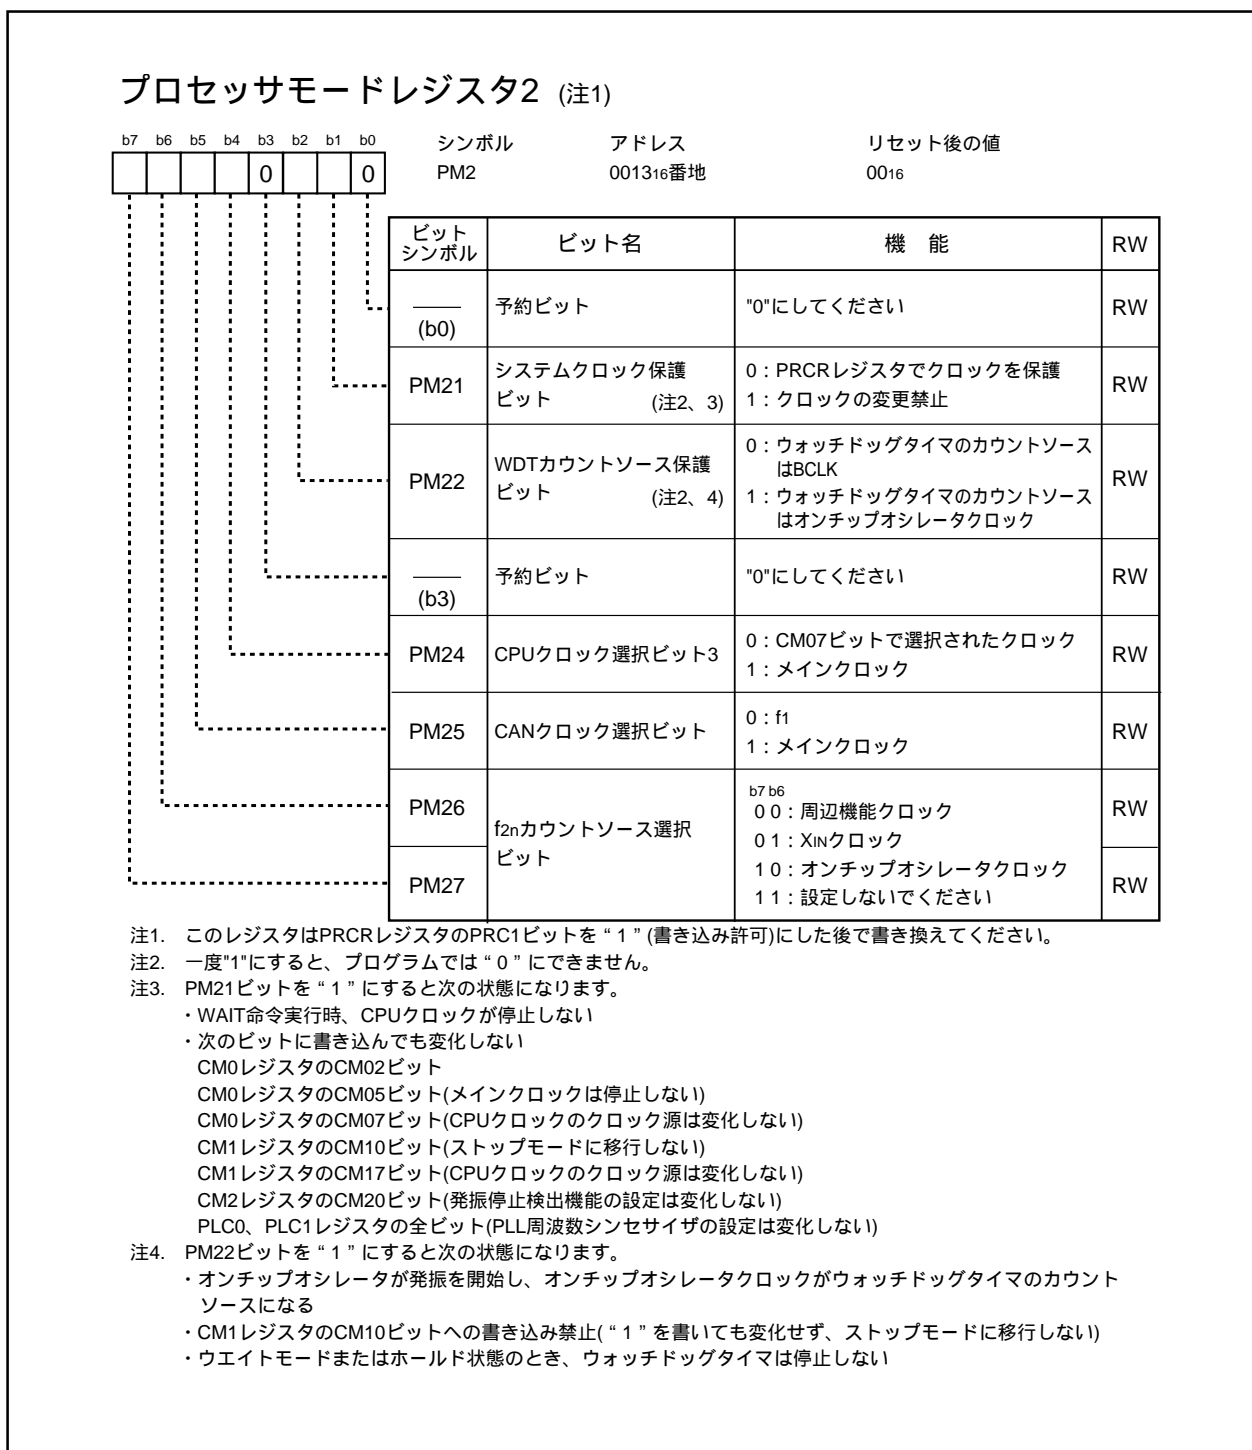 プロセッサモードレジスタ2 (注1)
b7 b6 b5 b4 b3 b2 b1 b0
0 0
シンボル アドレス リセット後の値
PM2 001316番地 0016
ビットシンボル ビット名 機 能 RW
(b0) 予約ビット "0"にしてください RW
PM21 システムクロック保護ビット (注2、3) 0：PRCRレジスタでクロックを保護 RW
1：クロックの変更禁止
PM22 WDTカウントソース保護ビット (注2、4) 0：ウォッチドッグタイマのカウントソース RW
はBCLK
1：ウォッチドッグタイマのカウントソース
はオンチップオシレータクロック
(b3) 予約ビット "0"にしてください RW
PM24 CPUクロック選択ビット3 0：CM07ビットで選択されたクロック RW
1：メインクロック
PM25 CANクロック選択ビット 0：f1 RW
1：メインクロック
PM26 f2nカウントソース選択ビット b7 b6 RW
0 0：周辺機能クロック
0 1：XINクロック
PM27 1 0：オンチップオシレータクロック RW
1 1：設定しないでください
注1. このレジスタはPRCRレジスタのPRC1ビットを“1”(書き込み許可)にした後で書き換えてください。
注2. 一度"1"にすると、プログラムでは“0”にできません。
注3. PM21ビットを“1”にすると次の状態になります。
・WAIT命令実行時、CPUクロックが停止しない
・次のビットに書き込んでも変化しない
CM0レジスタのCM02ビット
CM0レジスタのCM05ビット(メインクロックは停止しない)
CM0レジスタのCM07ビット(CPUクロックのクロック源は変化しない)
CM1レジスタのCM10ビット(ストップモードに移行しない)
CM1レジスタのCM17ビット(CPUクロックのクロック源は変化しない)
CM2レジスタのCM20ビット(発振停止検出機能の設定は変化しない)
PLC0、PLC1レジスタの全ビット(PLL周波数シンセサイザの設定は変化しない)
注4. PM22ビットを“1”にすると次の状態になります。
・オンチップオシレータが発振を開始し、オンチップオシレータクロックがウォッチドッグタイマのカウント
ソースになる
・CM1レジスタのCM10ビットへの書き込み禁止(“1”を書いても変化せず、ストップモードに移行しない)
・ウエイトモードまたはホールド状態のとき、ウォッチドッグタイマは停止しない